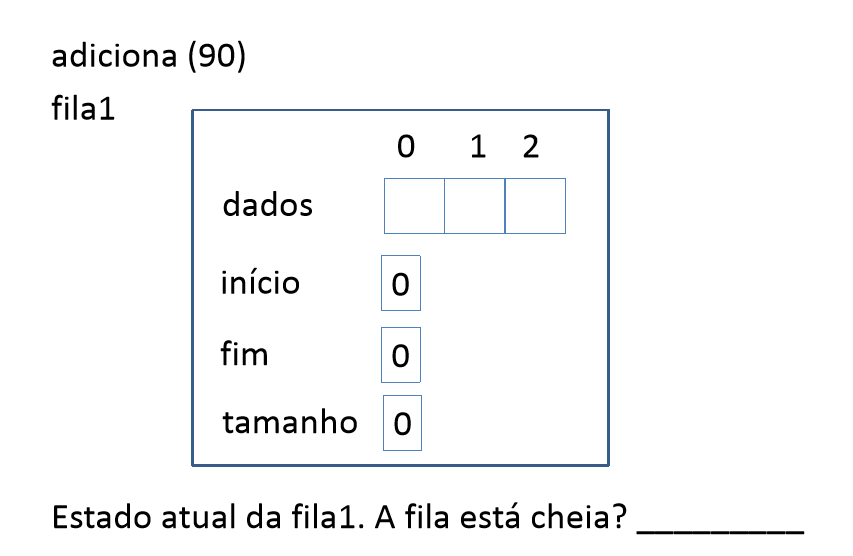 adiciona (90)
fila1
0 1 2
dados
início 0
fim 0
tamanho 0
Estado atual da fila1. A fila está cheia? _________